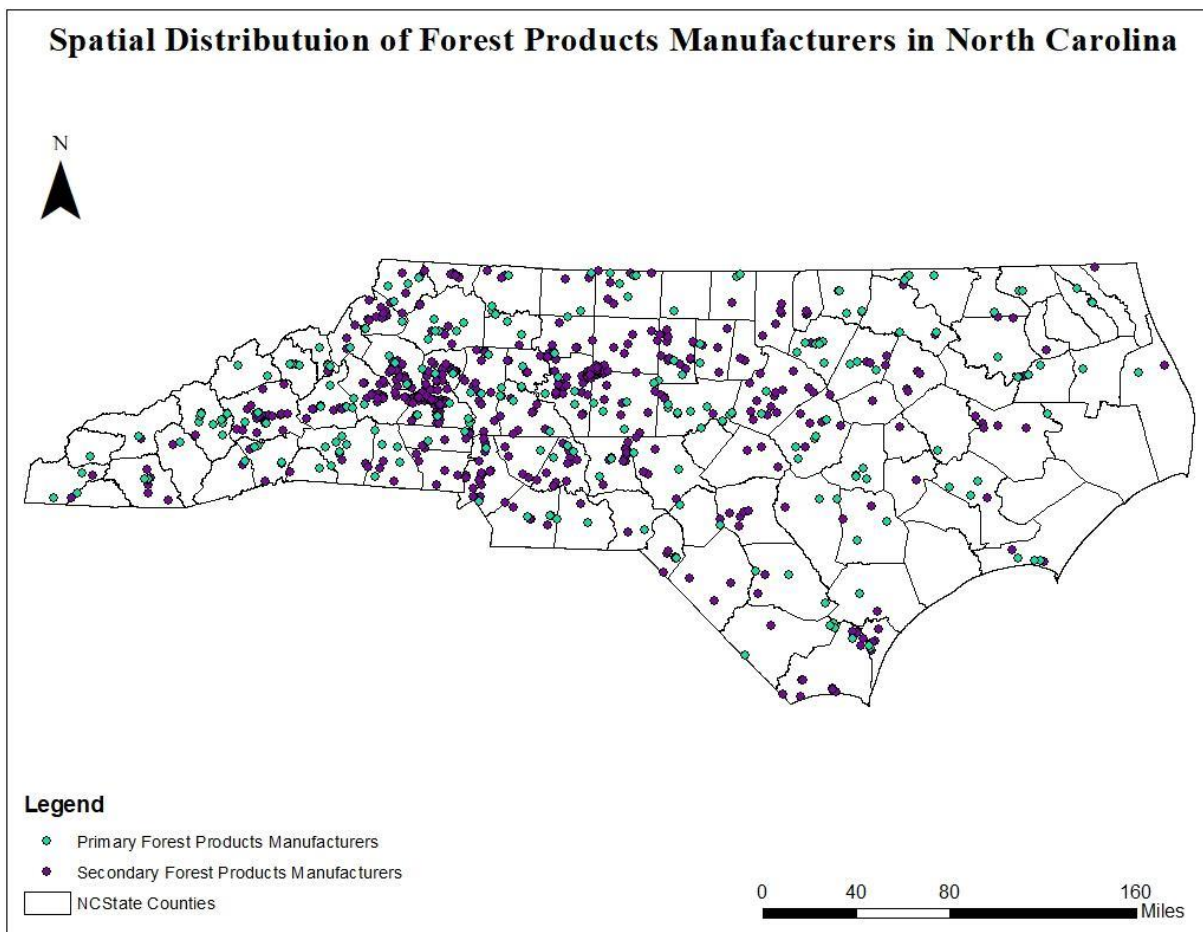 Spatial Distributuion of Forest Products Manufacturers in North Carolina
N
Legend
Primary Forest Products Manufacturers
Secondary Forest Products Manufacturers
NCState Counties
0 40 80 160
Miles